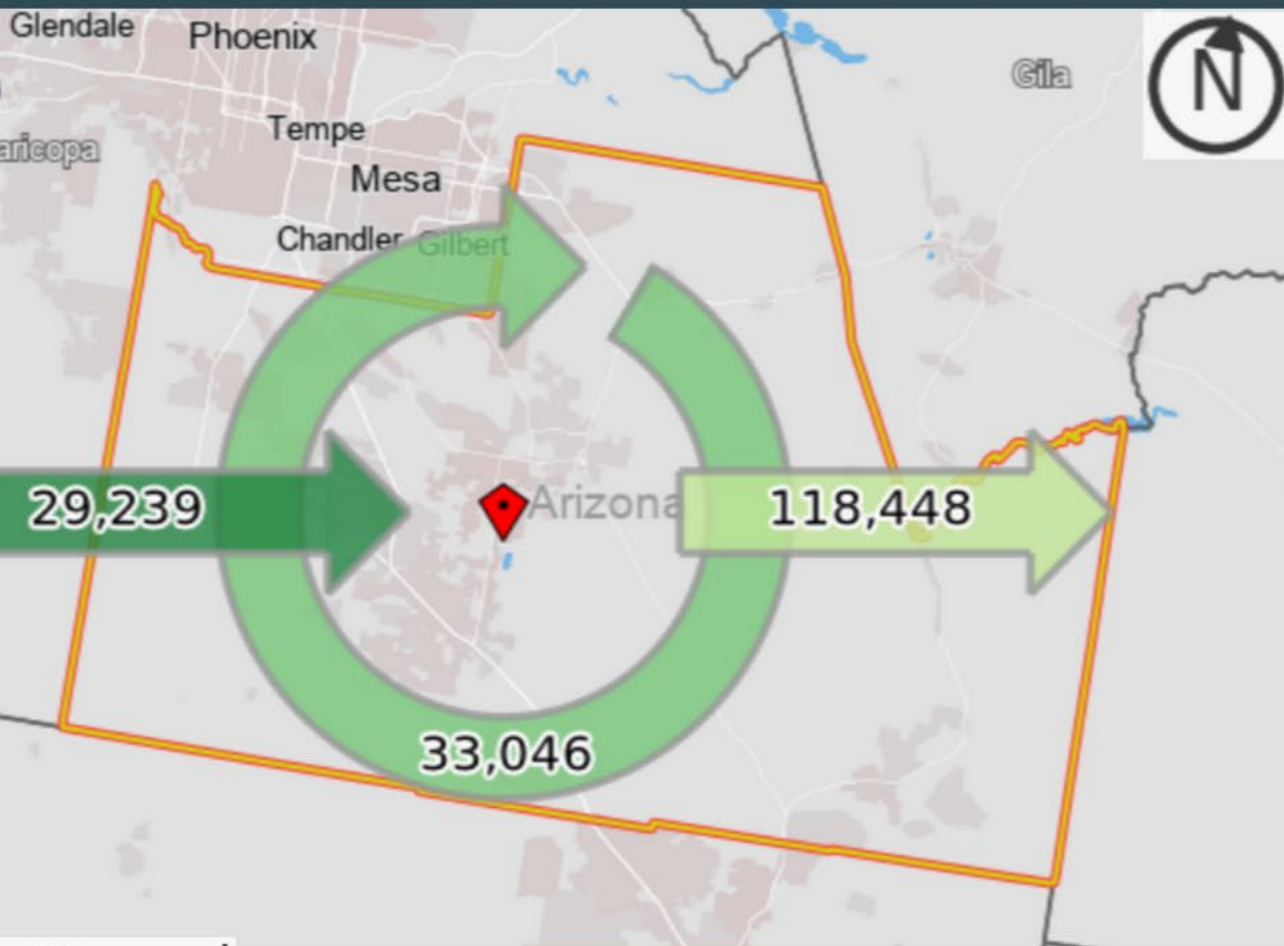 Glendale
Phoenix
Gila
N
Tempe
aricopa
Mesa
Chandler
Gilbert
29,239
Arizona
118,448
33,046